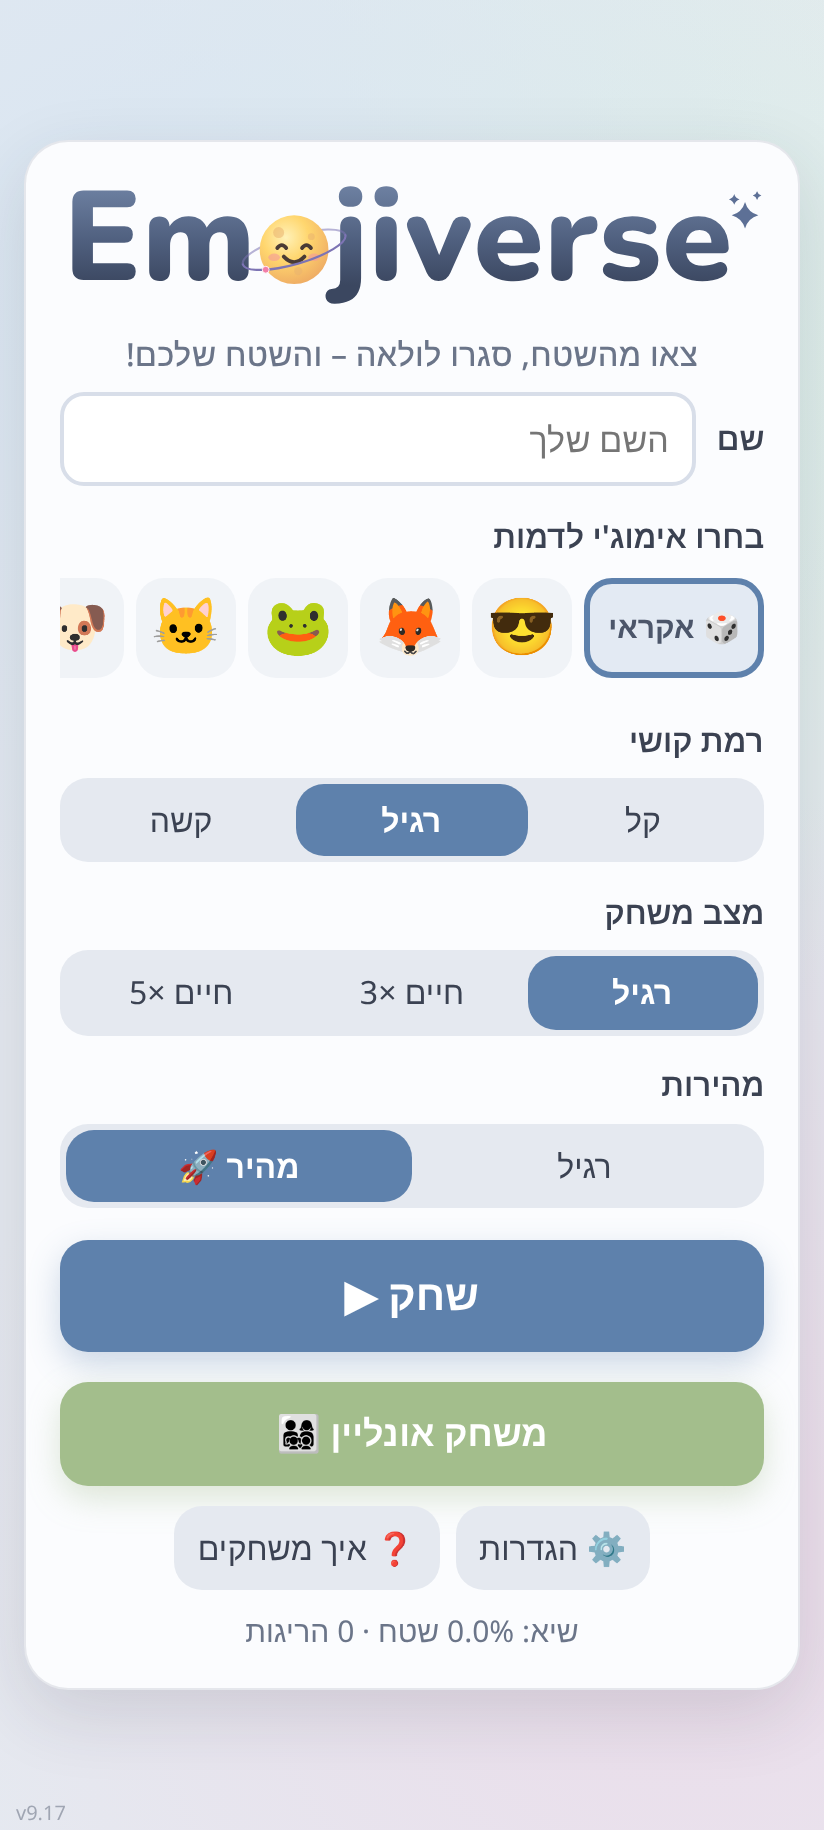 Emojiverse
צאו מהשטח, סגרו לולאה – והשטח שלכם!
שם
השם שלך
בחרו אימוג'י לדמות
🎲 אקראי
רמת קושי
קל
רגיל
קשה
מצב משחק
רגיל
3× חיים
5× חיים
מהירות
רגיל
מהיר 🚀
שחק ▶
משחק אונליין 👨‍👩‍👧‍👦
⚙️ הגדרות
❓ איך משחקים
שיא: 0.0% שטח · 0 הריגות
v9.17